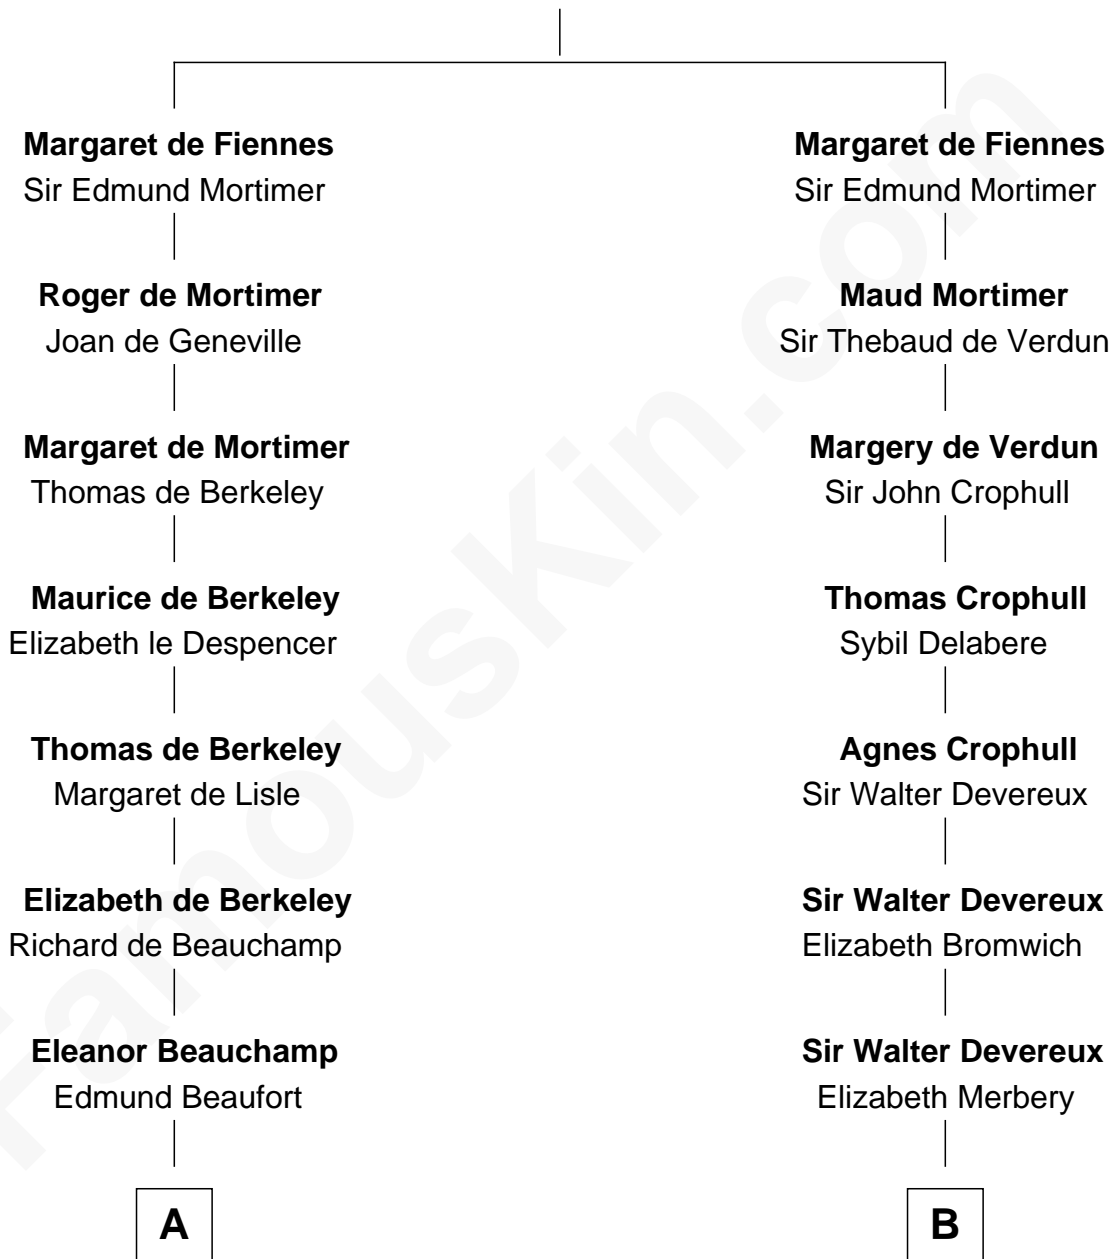 Margaret de Fiennes
Sir Edmund Mortimer
Roger de Mortimer
Joan de Geneville
Margaret de Mortimer
Thomas de Berkeley
Maurice de Berkeley
Elizabeth le Despencer
Thomas de Berkeley
Margaret de Lisle
Elizabeth de Berkeley
Richard de Beauchamp
Eleanor Beauchamp
Edmund Beaufort
A
Margaret de Fiennes
Sir Edmund Mortimer
Maud Mortimer
Sir Thebaud de Verdun
Margery de Verdun
Sir John Crophull
Thomas Crophull
Sybil Delabere
Agnes Crophull
Sir Walter Devereux
Sir Walter Devereux
Elizabeth Bromwich
Sir Walter Devereux
Elizabeth Merbery
B
FamousKin.com